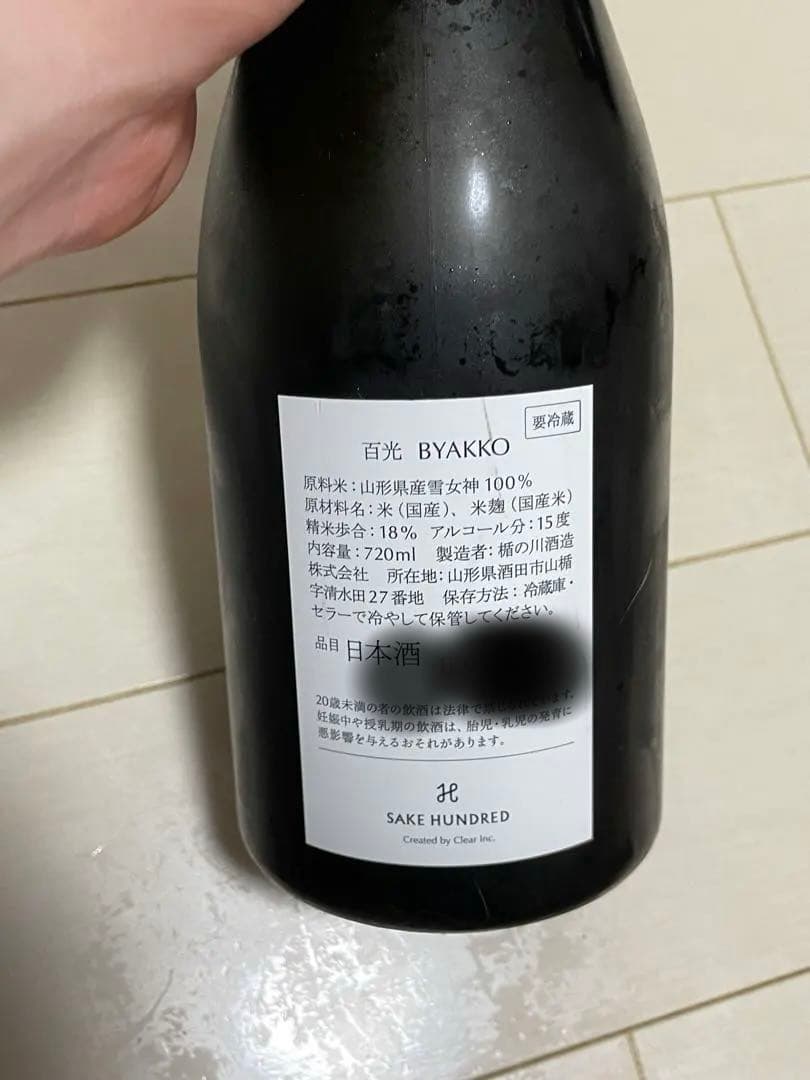 要冷蔵
百光 BYAKKO
原料米：山形県産雪女神100%
原材料名：米（国産）、米麹（国産米）
精米歩合：18% アルコール分：15度
内容量：720ml 製造者：楯の川酒造
株式会社 所在地：山形県酒田市山楯
字清水田27番地 保存方法：冷蔵庫・
セラーで冷やして保管してください。
品目 日本酒
20歳未満の者の飲酒は法律で禁じられています。
妊娠中や授乳期の飲酒は、胎児・乳児の発育に
悪影響を与えるおそれがあります。
SAKE HUNDRED
Created by Clear Inc.